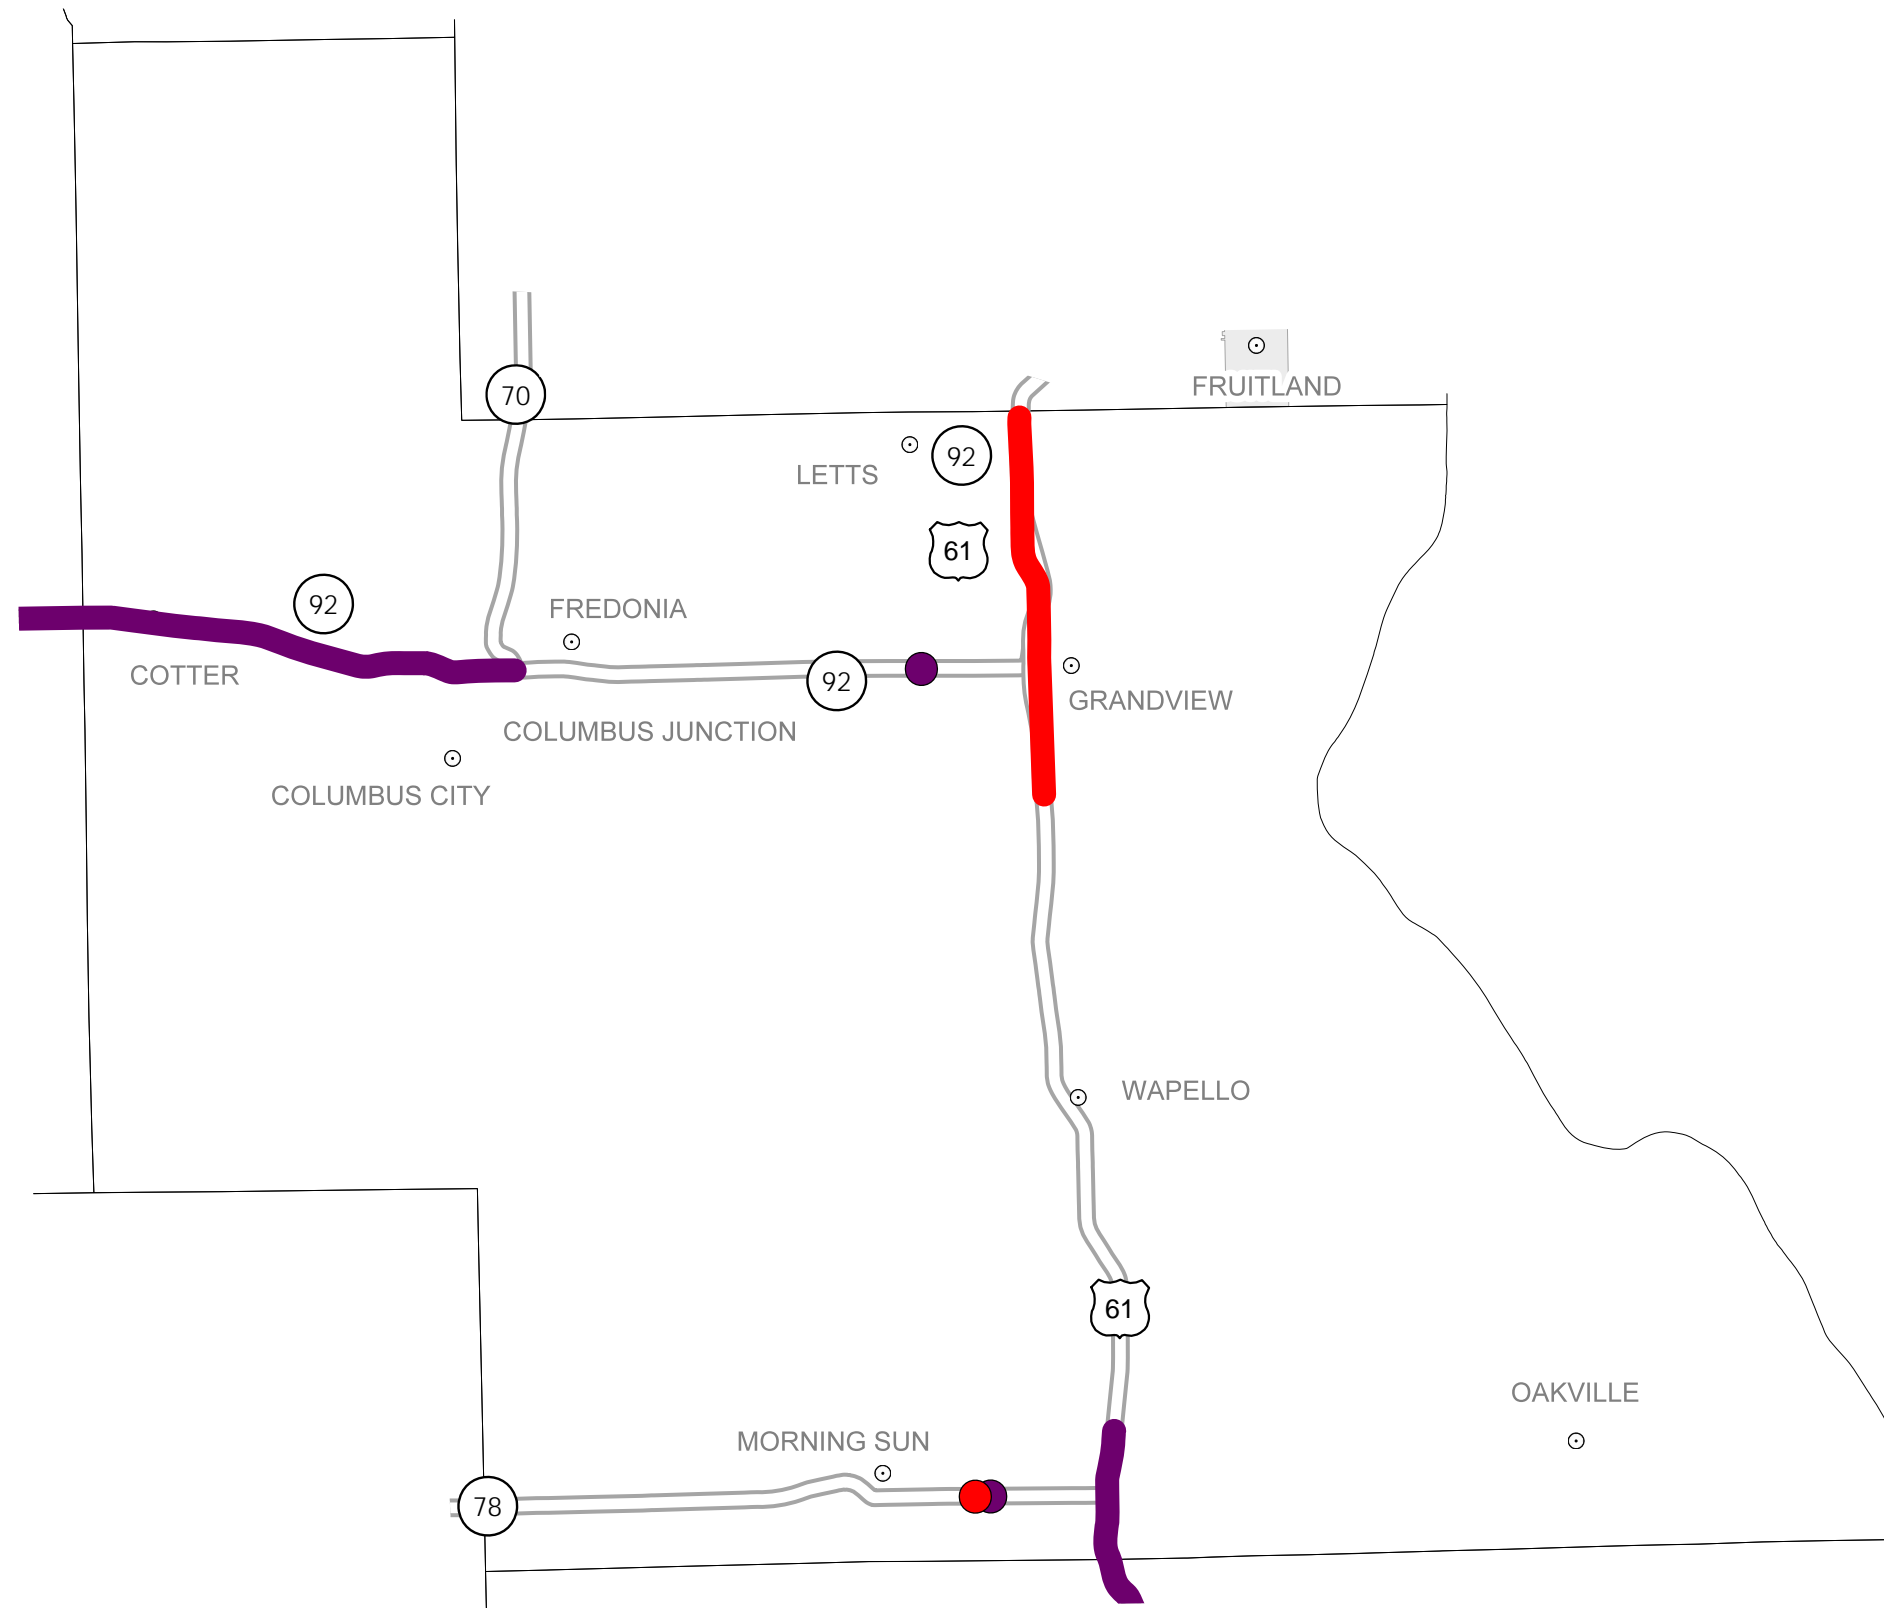 70
FRUITLAND
92
LETTS
61
92
FREDONIA
COTTER
92
GRANDVIEW
COLUMBUS JUNCTION
COLUMBUS CITY
WAPELLO
61
OAKVILLE
MORNING SUN
78